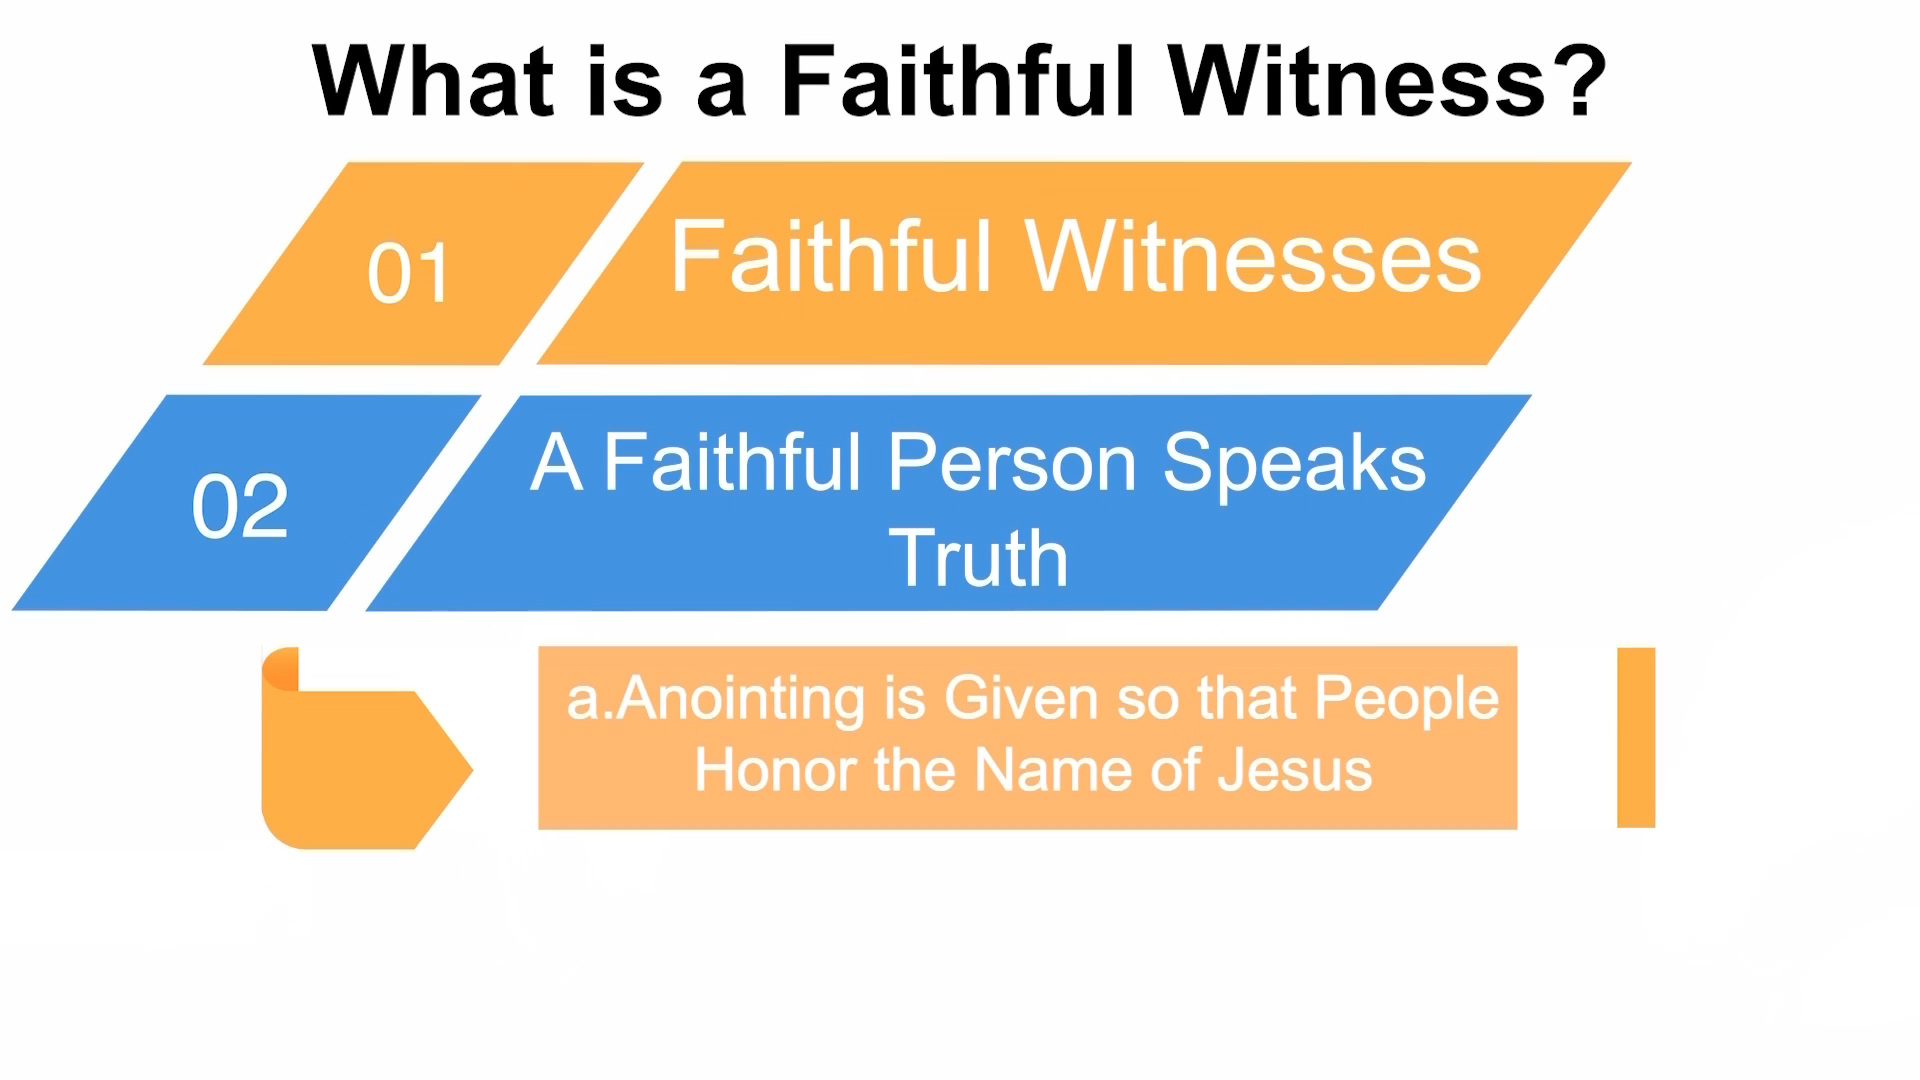 What is a Faithful Witness?
01
Faithful Witnesses
02
A Faithful Person Speaks
Truth
a.Anointing is Given so that People
Honor the Name of Jesus